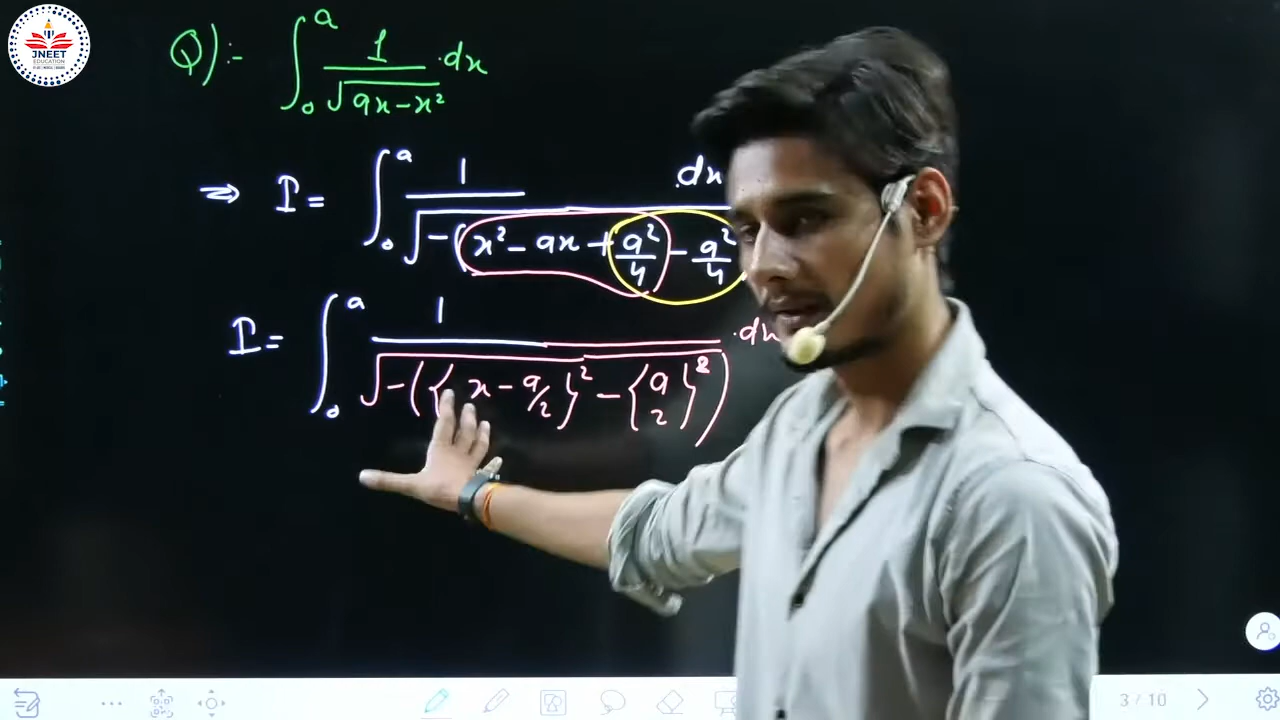 JNEET
EDUCATION
Q):- ∫₀ᵃ 1/√(ax-x²) .dx
⇒ I = ∫₀ᵃ 1/√(-(x² - ax + a²/4 - a²/4 .dx
I = ∫₀ᵃ 1/√(-({x - a/2}² - {a/2}²)) .dx
3 / 10